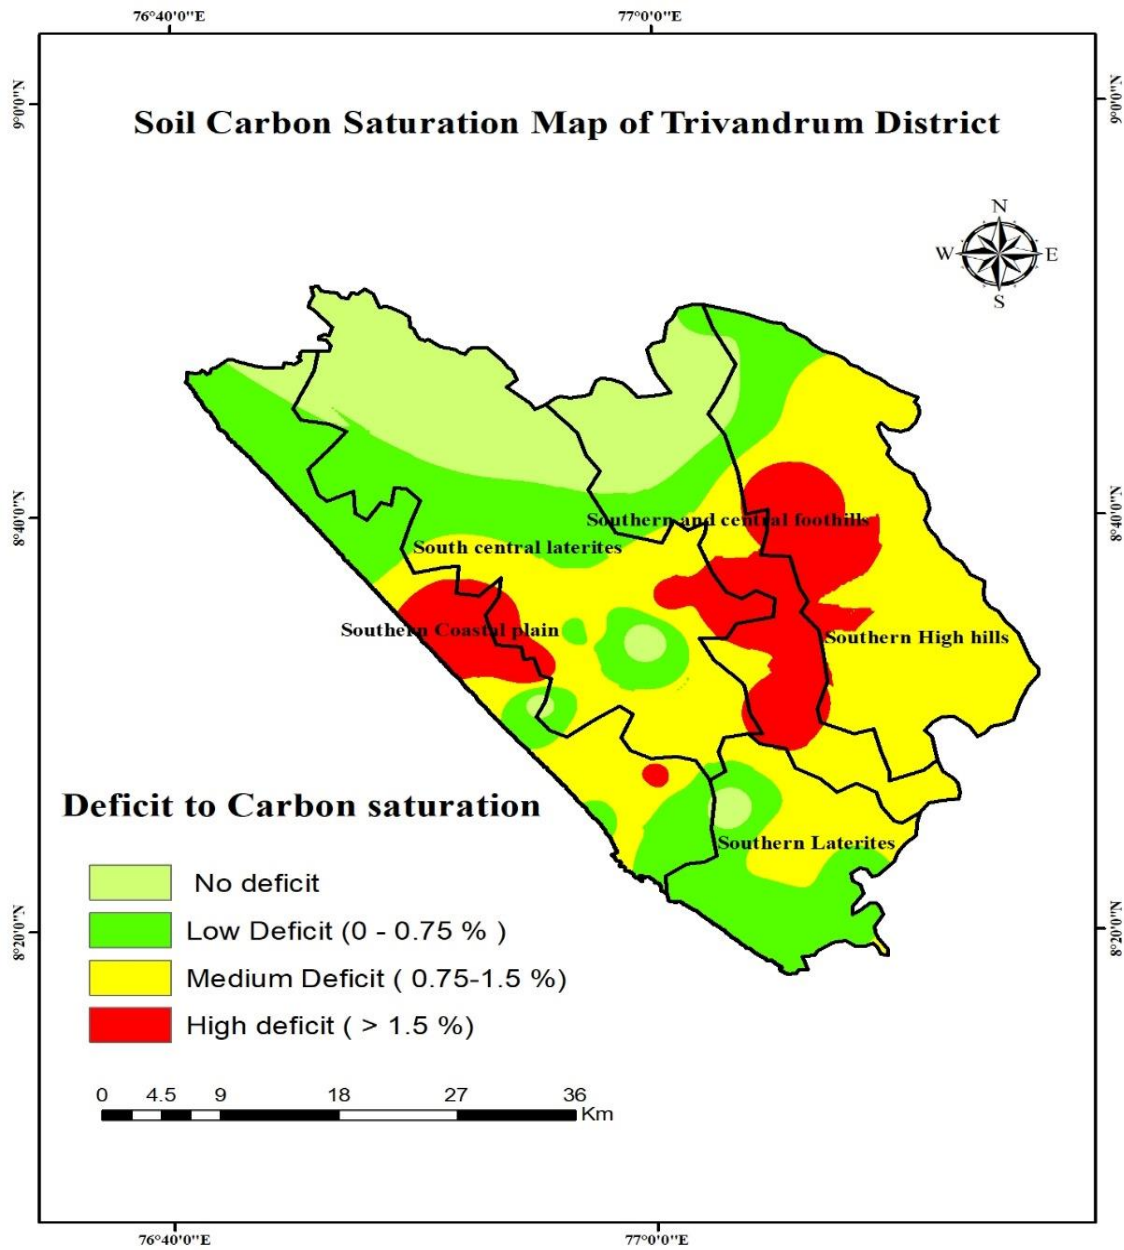 76°40'0"E 77°0'0"E
9°0'0"N 9°0'0"N
Soil Carbon Saturation Map of Trivandrum District
N
W E
S
8°40'0"N 8°40'0"N
Southern and central foothills
South central laterites
Southern Coastal plain
Southern High hills
Deficit to Carbon saturation
Southern Laterites
No deficit
Low Deficit (0 - 0.75 % )
8°20'0"N 8°20'0"N
Medium Deficit ( 0.75-1.5 %)
High deficit ( > 1.5 %)
0 4.5 9 18 27 36
Km
76°40'0"E 77°0'0"E